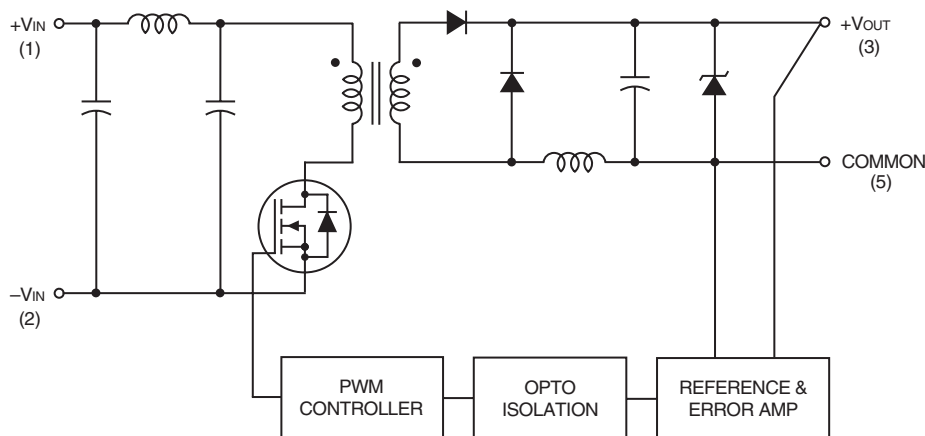 +VIN
(1)
+VOUT
(3)
COMMON
(5)
–VIN
(2)
PWM
CONTROLLER
OPTO
ISOLATION
REFERENCE &
ERROR AMP